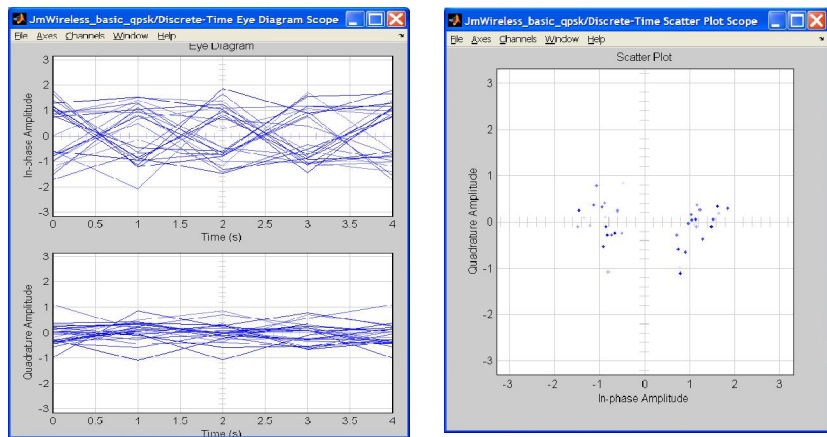 JmWireless_basic_qpsk/Discrete-Time Eye Diagram Scope
File Axes Channels Window Help
Eye Diagram
3
2
1
0
-1
-2
-3
In-phase Amplitude
0 0.5 1 1.5 2 2.5 3 3.5 4
Time (s)
3
2
1
0
-1
-2
-3
Quadrature Amplitude
0 0.5 1 1.5 2 2.5 3 3.5 4
Time (s)
JmWireless_basic_qpsk/Discrete-Time Scatter Plot Scope
File Axes Channels Window Help
Scatter Plot
3
2
1
0
-1
-2
-3
Quadrature Amplitude
-3 -2 -1 0 1 2 3
In-phase Amplitude